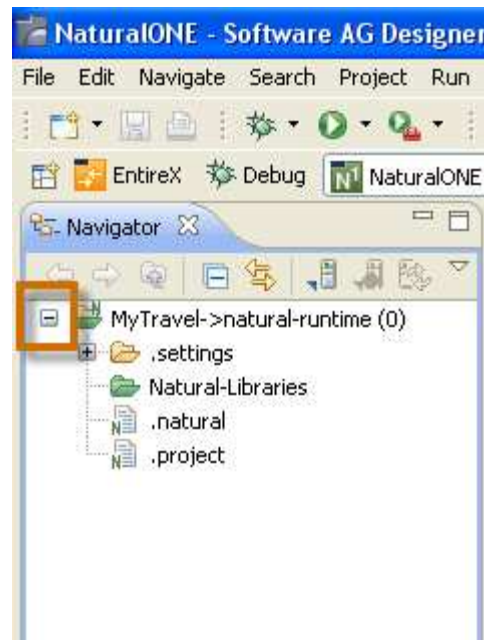 NaturalONE - Software AG Designer
File Edit Navigate Search Project Run
EntireX Debug N1 NaturalONE
Navigator
MyTravel->natural-runtime (0)
.settings
Natural-Libraries
N .natural
N .project